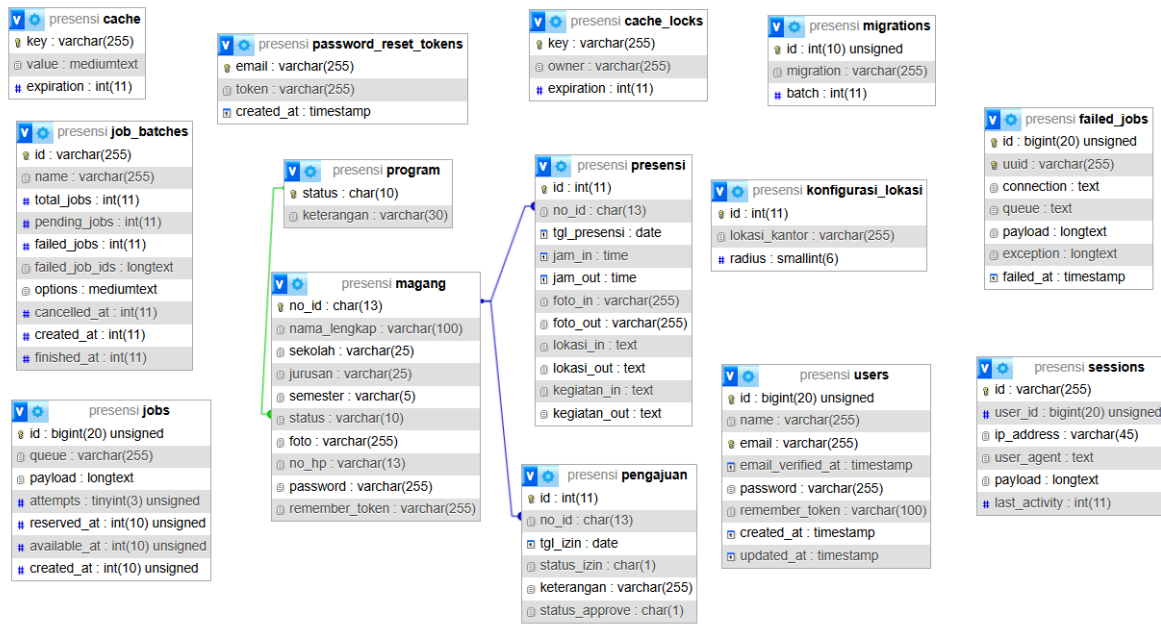 presensi cache
key : varchar(255)
value : mediumtext
expiration : int(11)
presensi password_reset_tokens
email : varchar(255)
token : varchar(255)
created_at : timestamp
presensi cache_locks
key : varchar(255)
owner : varchar(255)
expiration : int(11)
presensi migrations
id : int(10) unsigned
migration : varchar(255)
batch : int(11)
presensi job_batches
id : varchar(255)
name : varchar(255)
total_jobs : int(11)
pending_jobs : int(11)
failed_jobs : int(11)
failed_job_ids : longtext
options : mediumtext
cancelled_at : int(11)
created_at : int(11)
finished_at : int(11)
presensi program
status : char(10)
keterangan : varchar(30)
presensi presensi
id : int(11)
no_id : char(13)
tgl_presensi : date
jam_in : time
jam_out : time
foto_in : varchar(255)
foto_out : varchar(255)
lokasi_in : text
lokasi_out : text
kegiatan_in : text
kegiatan_out : text
presensi konfigurasi_lokasi
id : int(11)
lokasi_kantor : varchar(255)
radius : smallint(6)
presensi failed_jobs
id : bigint(20) unsigned
uuid : varchar(255)
connection : text
queue : text
payload : longtext
exception : longtext
failed_at : timestamp
presensi magang
no_id : char(13)
nama_lengkap : varchar(100)
sekolah : varchar(25)
jurusan : varchar(25)
semester : varchar(5)
status : varchar(10)
foto : varchar(255)
no_hp : varchar(13)
password : varchar(255)
remember_token : varchar(255)
presensi jobs
id : bigint(20) unsigned
queue : varchar(255)
payload : longtext
attempts : tinyint(3) unsigned
reserved_at : int(10) unsigned
available_at : int(10) unsigned
created_at : int(10) unsigned
presensi pengajuan
id : int(11)
no_id : char(13)
tgl_izin : date
status_izin : char(1)
keterangan : varchar(255)
status_approve : char(1)
presensi users
id : bigint(20) unsigned
name : varchar(255)
email : varchar(255)
email_verified_at : timestamp
password : varchar(255)
remember_token : varchar(100)
created_at : timestamp
updated_at : timestamp
presensi sessions
id : varchar(255)
user_id : bigint(20) unsigned
ip_address : varchar(45)
user_agent : text
payload : longtext
last_activity : int(11)